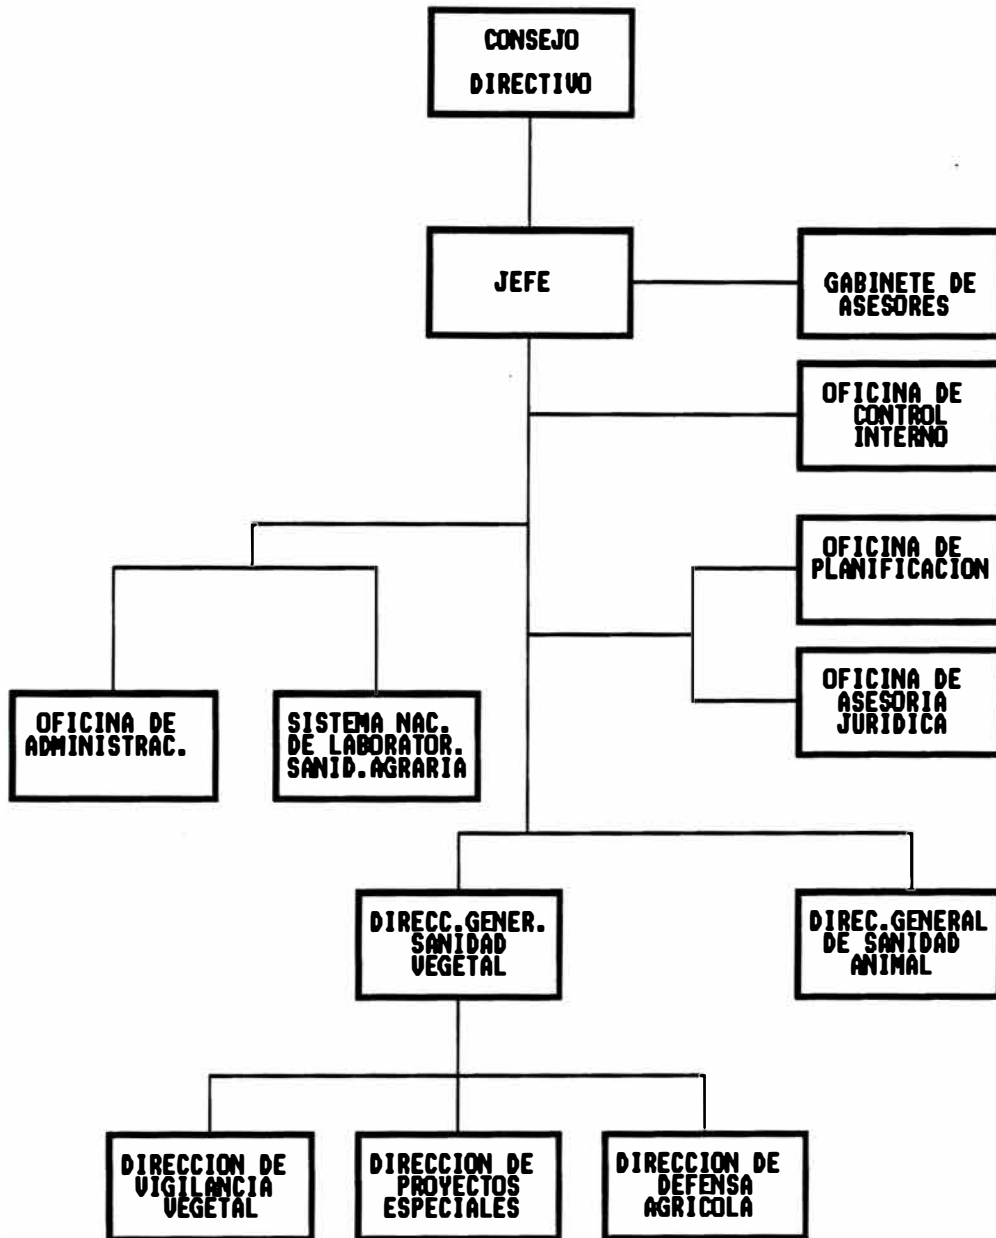 CONSEJO
DIRECTIVO
JEFE
GABINETE DE
ASESORES
OFICINA DE
CONTROL
INTERNO
OFICINA DE
PLANIFICACION
OFICINA DE
ASESORIA
JURIDICA
OFICINA DE
ADMINISTRAC.
SISTEMA NAC.
DE LABORATOR.
SANID.AGRARIA
DIRECC.GENER.
SANIDAD
VEGETAL
DIREC.GENERAL
DE SANIDAD
ANIMAL
DIRECCION DE
VIGILANCIA
VEGETAL
DIRECCION DE
PROYECTOS
ESPECIALES
DIRECCION DE
DEFENSA
AGRICOLA